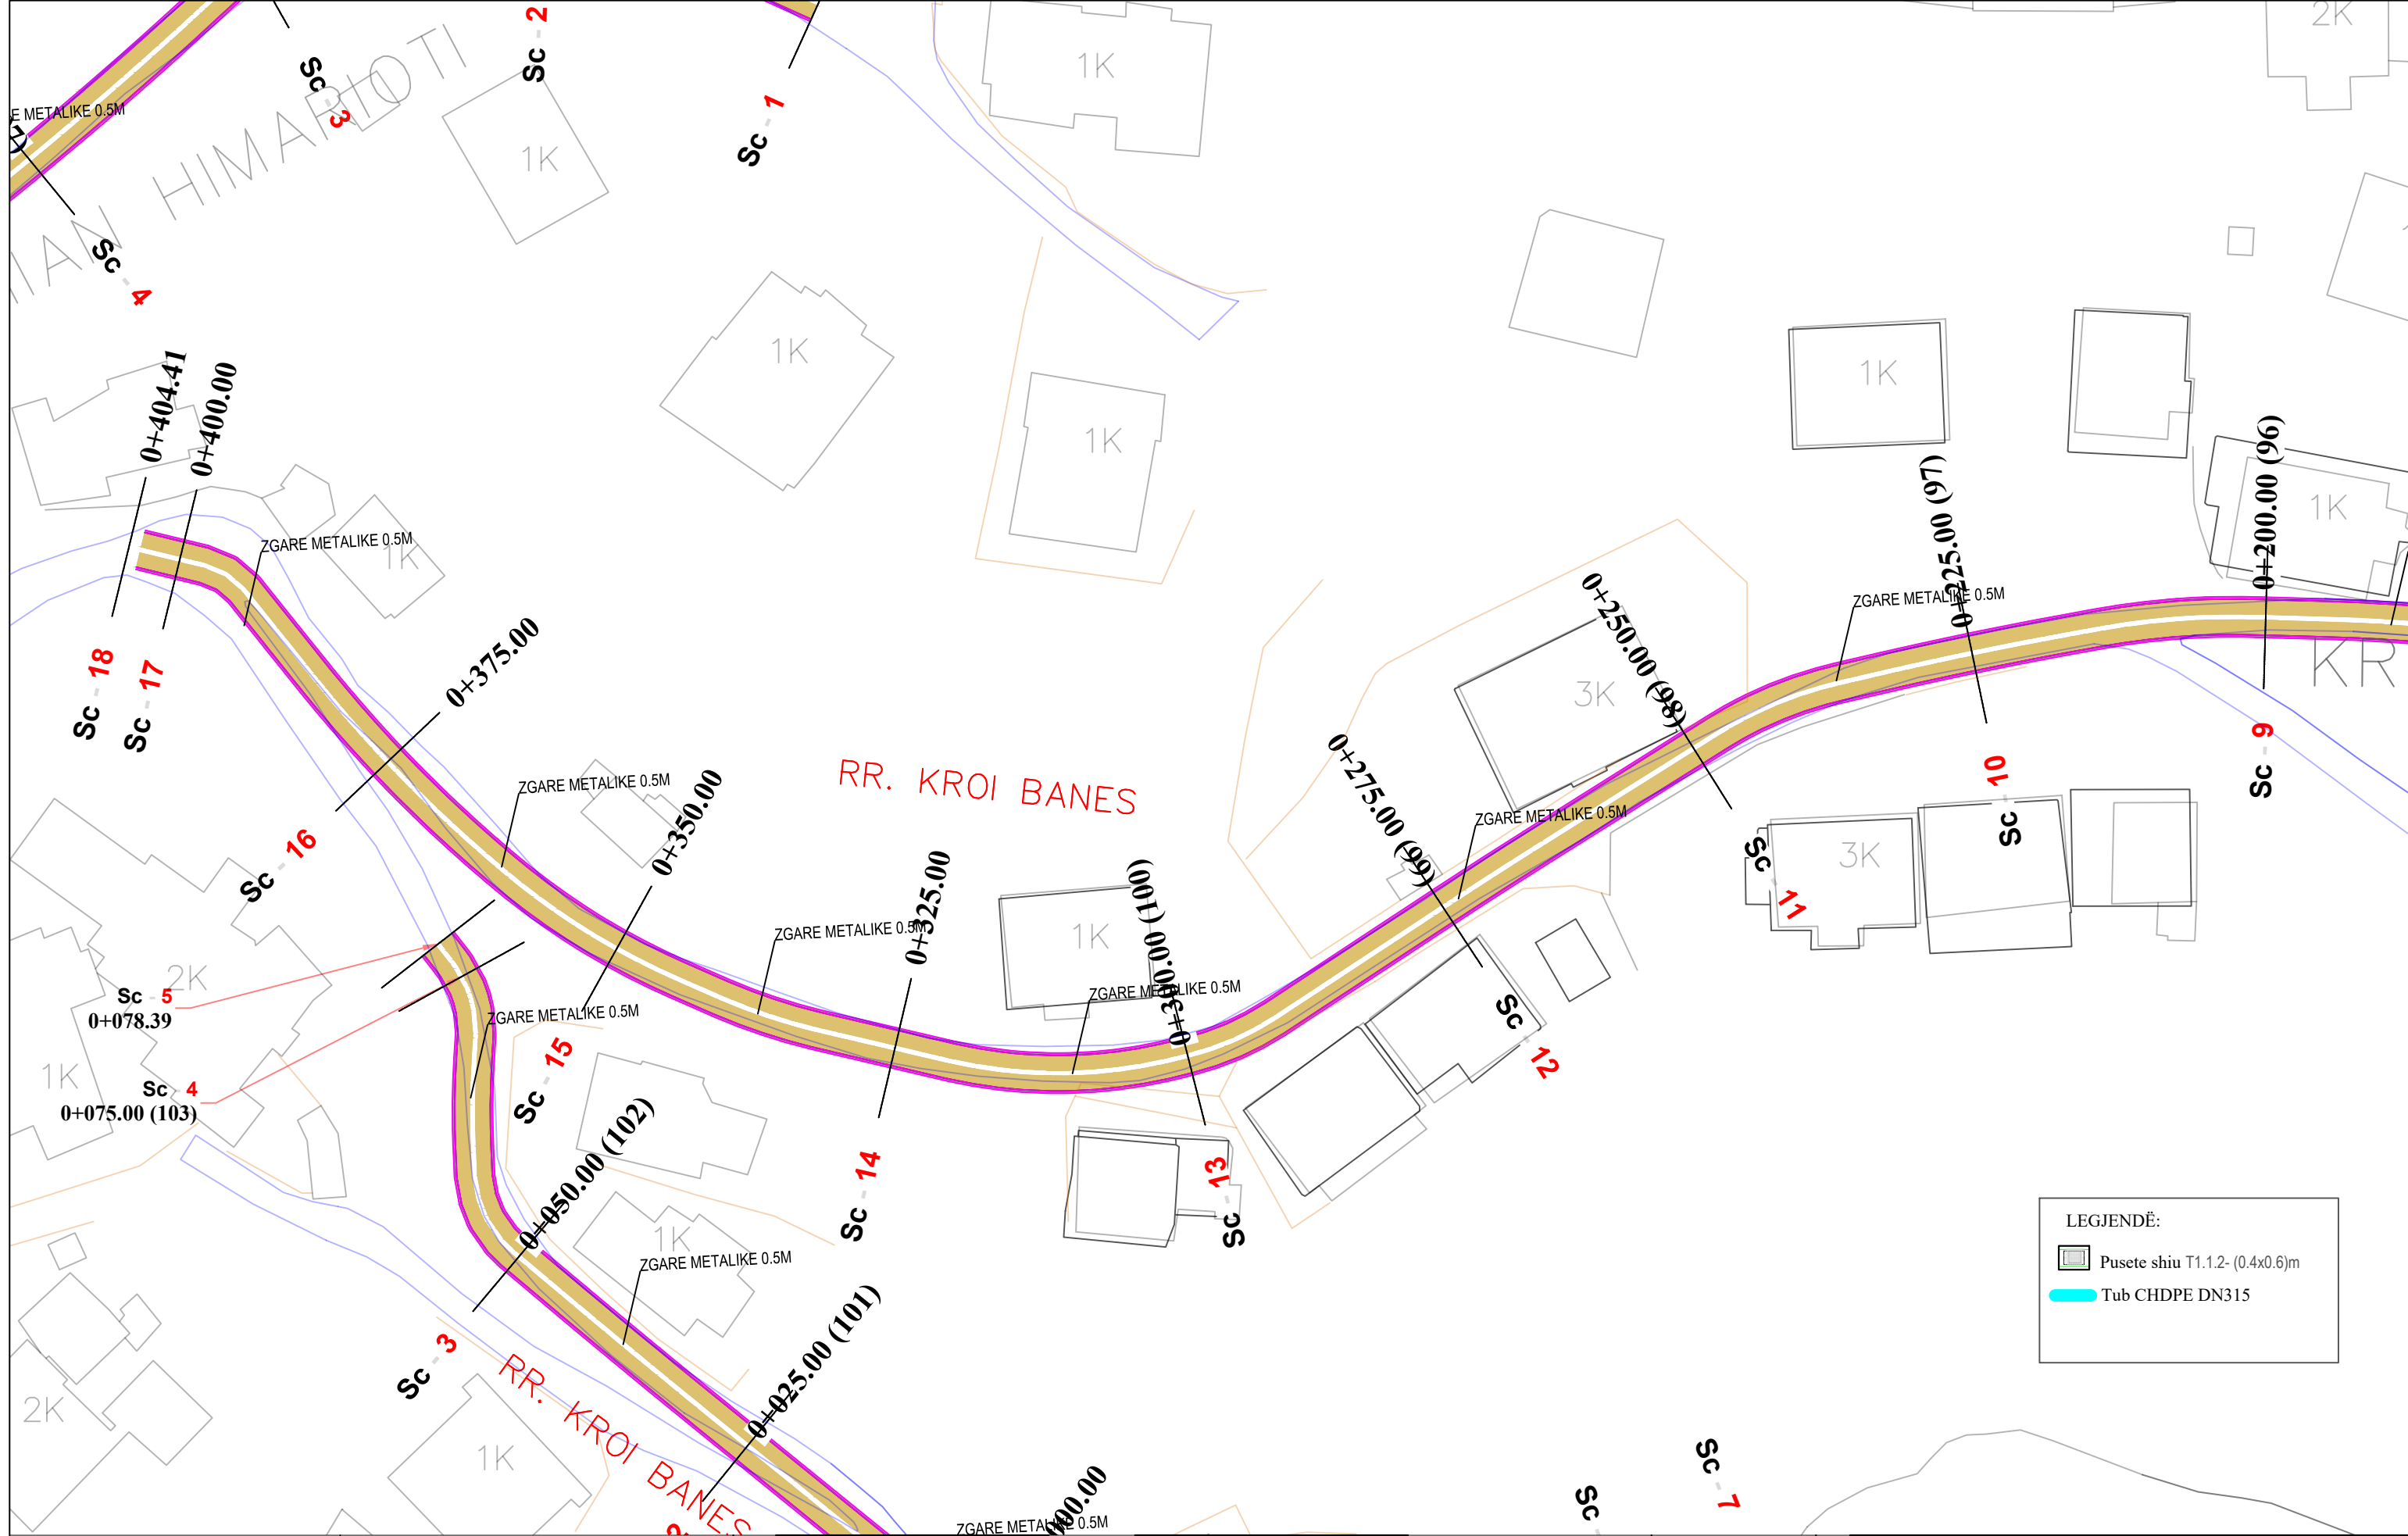 E METALIKE 0.5M
HIMARIOTI
Sc - 3
Sc - 2
Sc - 1
Sc - 4
1K
1K
2K
1K
1K
1K
1K
0+404.41
0+400.00
ZGARE METALIKE 0.5M
1K
Sc - 18
Sc - 17
0+375.00
Sc - 16
ZGARE METALIKE 0.5M
0+350.00
RR. KROI BANES
0+325.00
ZGARE METALIKE 0.5M
1K
0+300.00 (100)
ZGARE METALIKE 0.5M
0+275.00 (99)
ZGARE METALIKE 0.5M
3K
0+250.00 (98)
ZGARE METALIKE 0.5M
0+225.00 (97)
0+200.00 (96)
KR
Sc - 9
Sc - 10
3K
Sc - 11
Sc - 12
Sc - 13
Sc - 14
Sc - 15
2K
Sc - 5
0+078.39
1K
Sc - 4
0+075.00 (103)
ZGARE METALIKE 0.5M
0+050.00 (102)
1K
ZGARE METALIKE 0.5M
0+025.00 (101)
Sc - 3
RR. KROI BANES
2K
1K
ZGARE METALIKE 0.5M
00.00
Sc
Sc - 7
LEGJENDË:
Pusete shiu T1.1.2- (0.4x0.6)m
Tub CHDPE DN315